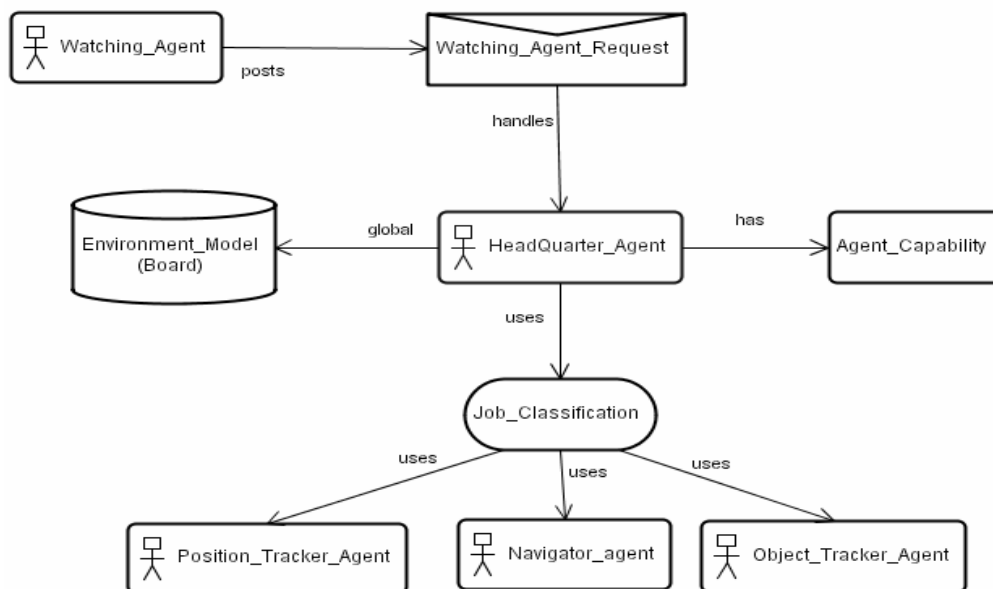 Watching_Agent
Watching_Agent_Request
posts
handles
Environment_Model
(Board)
global
HeadQuarter_Agent
has
Agent_Capability
uses
Job_Classification
uses
uses
uses
Position_Tracker_Agent
Navigator_agent
Object_Tracker_Agent